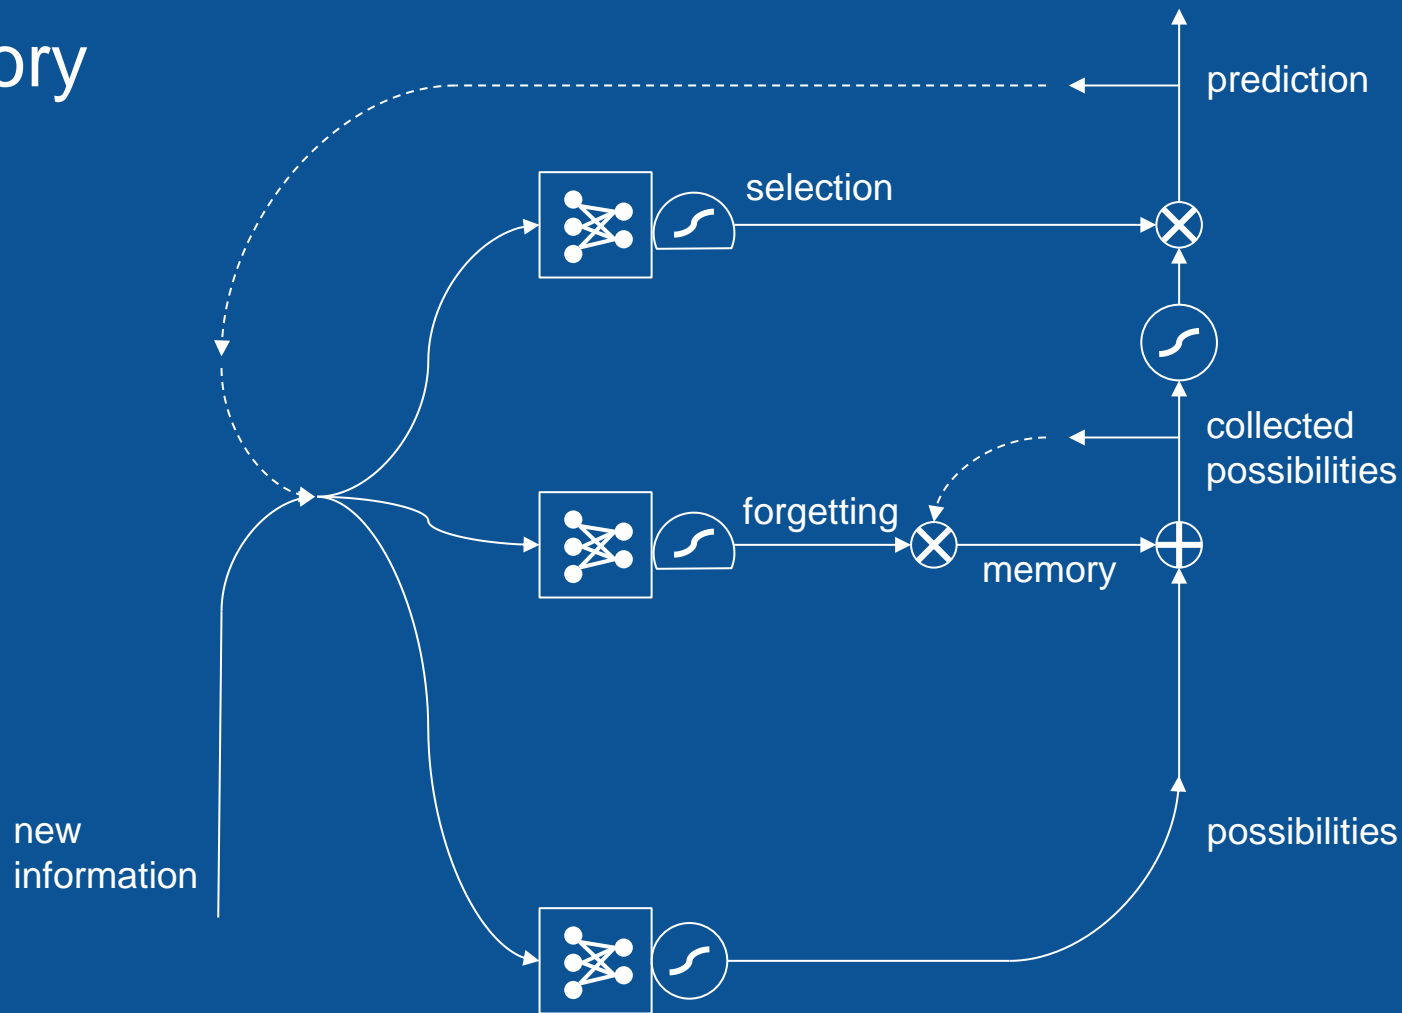 ory
prediction
selection
collected
possibilities
forgetting
memory
new
information
possibilities